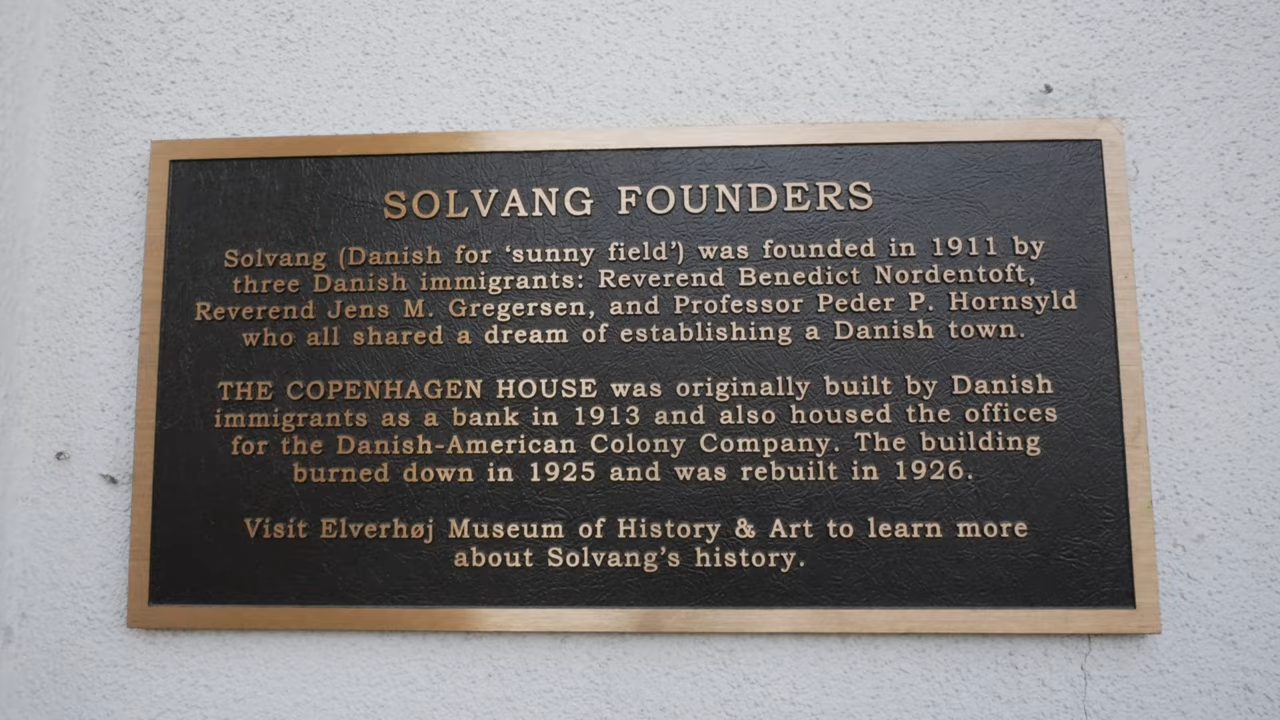 SOLVANG FOUNDERS
Solvang (Danish for ‘sunny field’) was founded in 1911 by
three Danish immigrants: Reverend Benedict Nordentoft,
Reverend Jens M. Gregersen, and Professor Peder P. Hornsyld
who all shared a dream of establishing a Danish town.
THE COPENHAGEN HOUSE was originally built by Danish
immigrants as a bank in 1913 and also housed the offices
for the Danish-American Colony Company. The building
burned down in 1925 and was rebuilt in 1926.
Visit Elverhøj Museum of History & Art to learn more
about Solvang’s history.